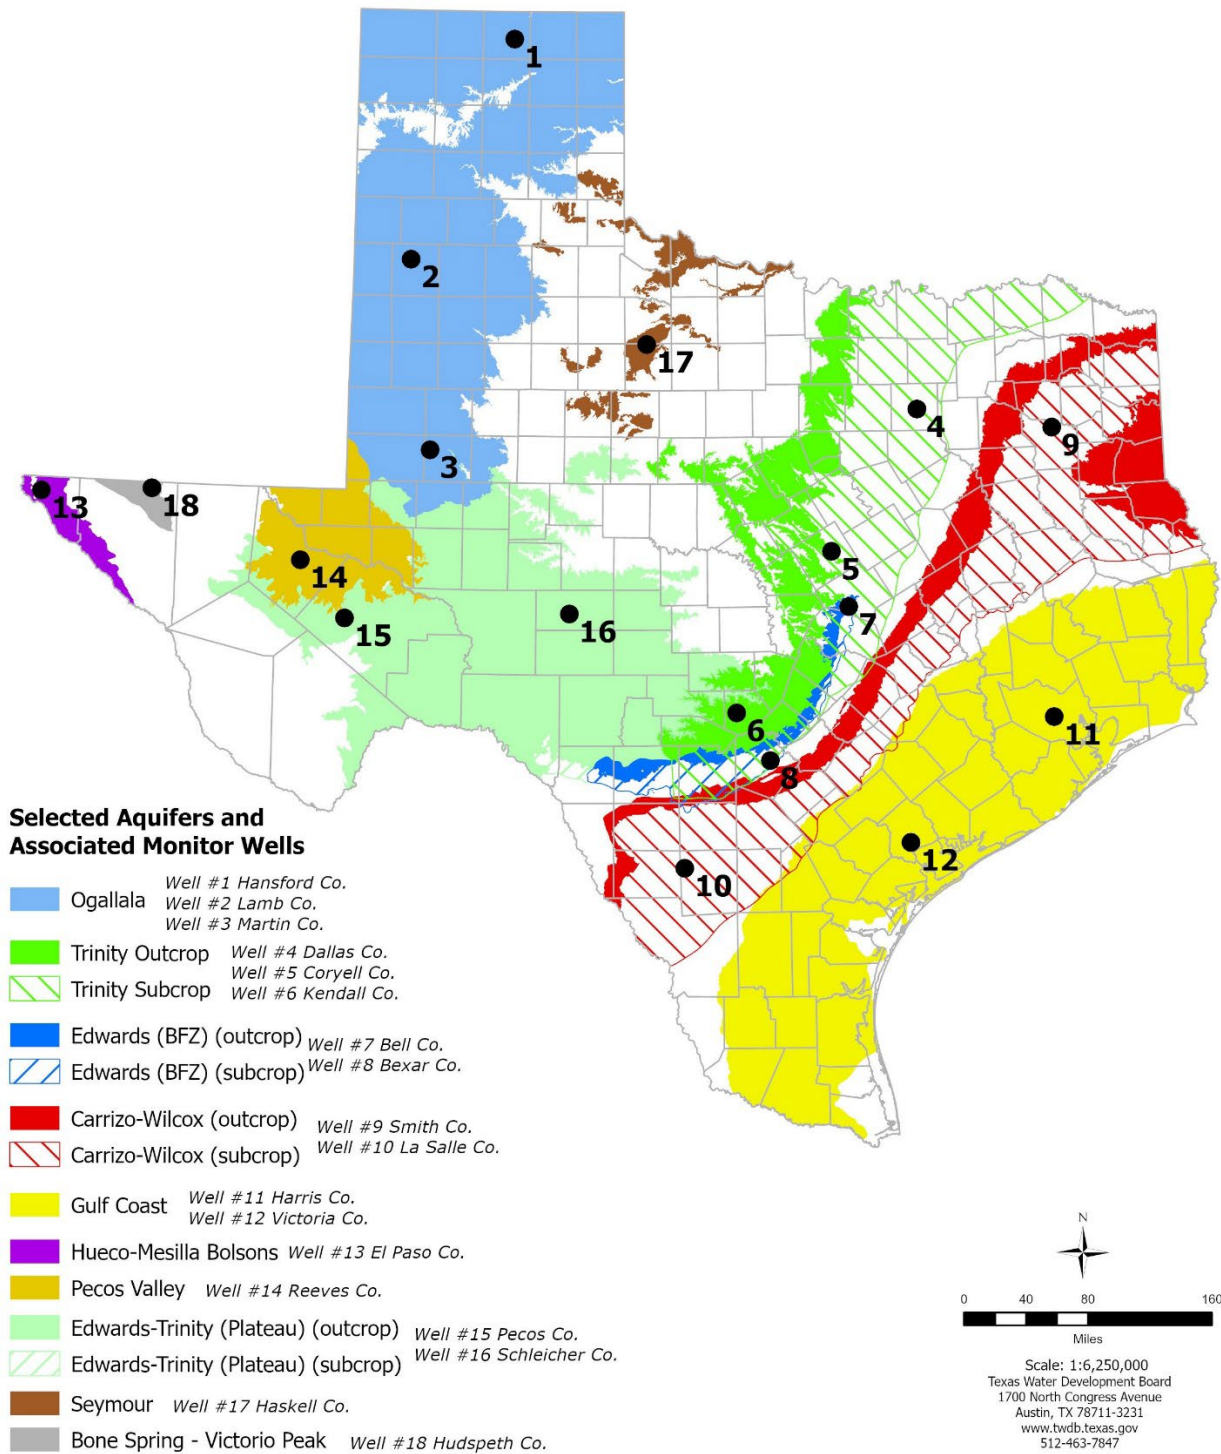 1
2
17
3
4
9
13
18
14
15
16
5
7
6
8
11
12
10
Selected Aquifers and
Associated Monitor Wells
Ogallala
Well #1 Hansford Co.
Well #2 Lamb Co.
Well #3 Martin Co.
Trinity Outcrop
Trinity Subcrop
Well #4 Dallas Co.
Well #5 Coryell Co.
Well #6 Kendall Co.
Edwards (BFZ) (outcrop)
Edwards (BFZ) (subcrop)
Well #7 Bell Co.
Well #8 Bexar Co.
Carrizo-Wilcox (outcrop)
Carrizo-Wilcox (subcrop)
Well #9 Smith Co.
Well #10 La Salle Co.
Gulf Coast
Well #11 Harris Co.
Well #12 Victoria Co.
Hueco-Mesilla Bolsons Well #13 El Paso Co.
Pecos Valley Well #14 Reeves Co.
Edwards-Trinity (Plateau) (outcrop)
Edwards-Trinity (Plateau) (subcrop)
Well #15 Pecos Co.
Well #16 Schleicher Co.
Seymour Well #17 Haskell Co.
Bone Spring - Victorio Peak Well #18 Hudspeth Co.
N
0 40 80 160
Miles
Scale: 1:6,250,000
Texas Water Development Board
1700 North Congress Avenue
Austin, TX 78711-3231
www.twdb.texas.gov
512-463-7847